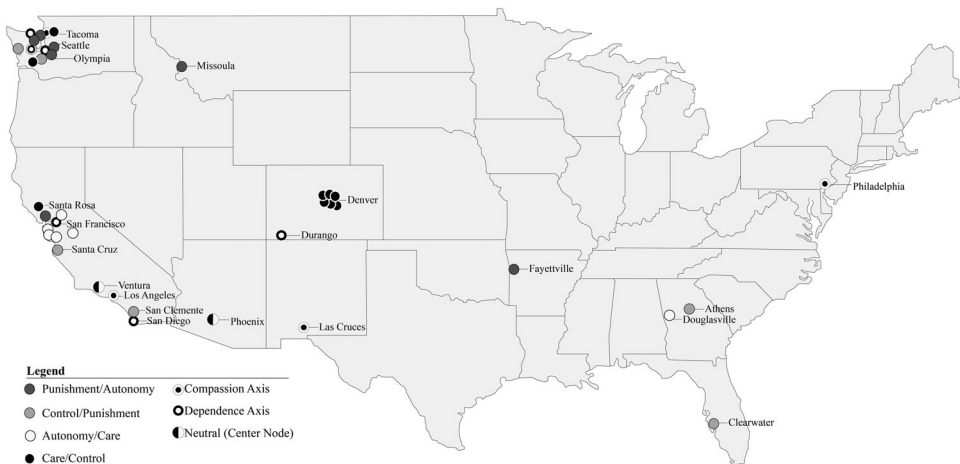 Tacoma
Seattle
Olympia
Missoula
Philadelphia
Santa Rosa
Denver
San Francisco
Durango
Santa Cruz
Fayettville
Ventura
Los Angeles
San Clemente
San Diego
Phoenix
Las Cruces
Athens
Douglasville
Clearwater
Legend
Punishment/Autonomy
Control/Punishment
Autonomy/Care
Care/Control
Compassion Axis
Dependence Axis
Neutral (Center Node)